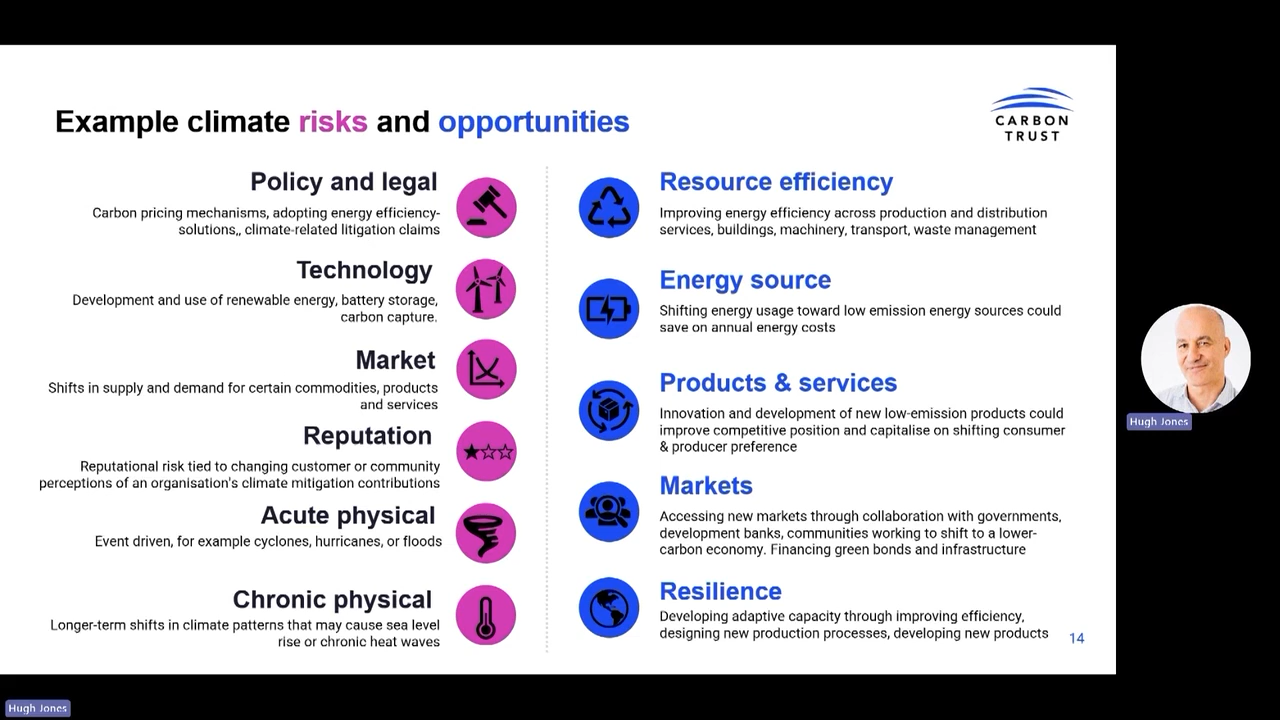 Example climate risks and opportunities
CARBON
TRUST
Policy and legal
Carbon pricing mechanisms, adopting energy efficiency-
solutions,, climate-related litigation claims
Technology
Development and use of renewable energy, battery storage,
carbon capture.
Market
Shifts in supply and demand for certain commodities, products
and services
Reputation
Reputational risk tied to changing customer or community
perceptions of an organisation's climate mitigation contributions
Acute physical
Event driven, for example cyclones, hurricanes, or floods
Chronic physical
Longer-term shifts in climate patterns that may cause sea level
rise or chronic heat waves
Resource efficiency
Improving energy efficiency across production and distribution
services, buildings, machinery, transport, waste management
Energy source
Shifting energy usage toward low emission energy sources could
save on annual energy costs
Products & services
Innovation and development of new low-emission products could
improve competitive position and capitalise on shifting consumer
& producer preference
Markets
Accessing new markets through collaboration with governments,
development banks, communities working to shift to a lower-
carbon economy. Financing green bonds and infrastructure
Resilience
Developing adaptive capacity through improving efficiency,
designing new production processes, developing new products
14
Hugh Jones
Hugh Jones